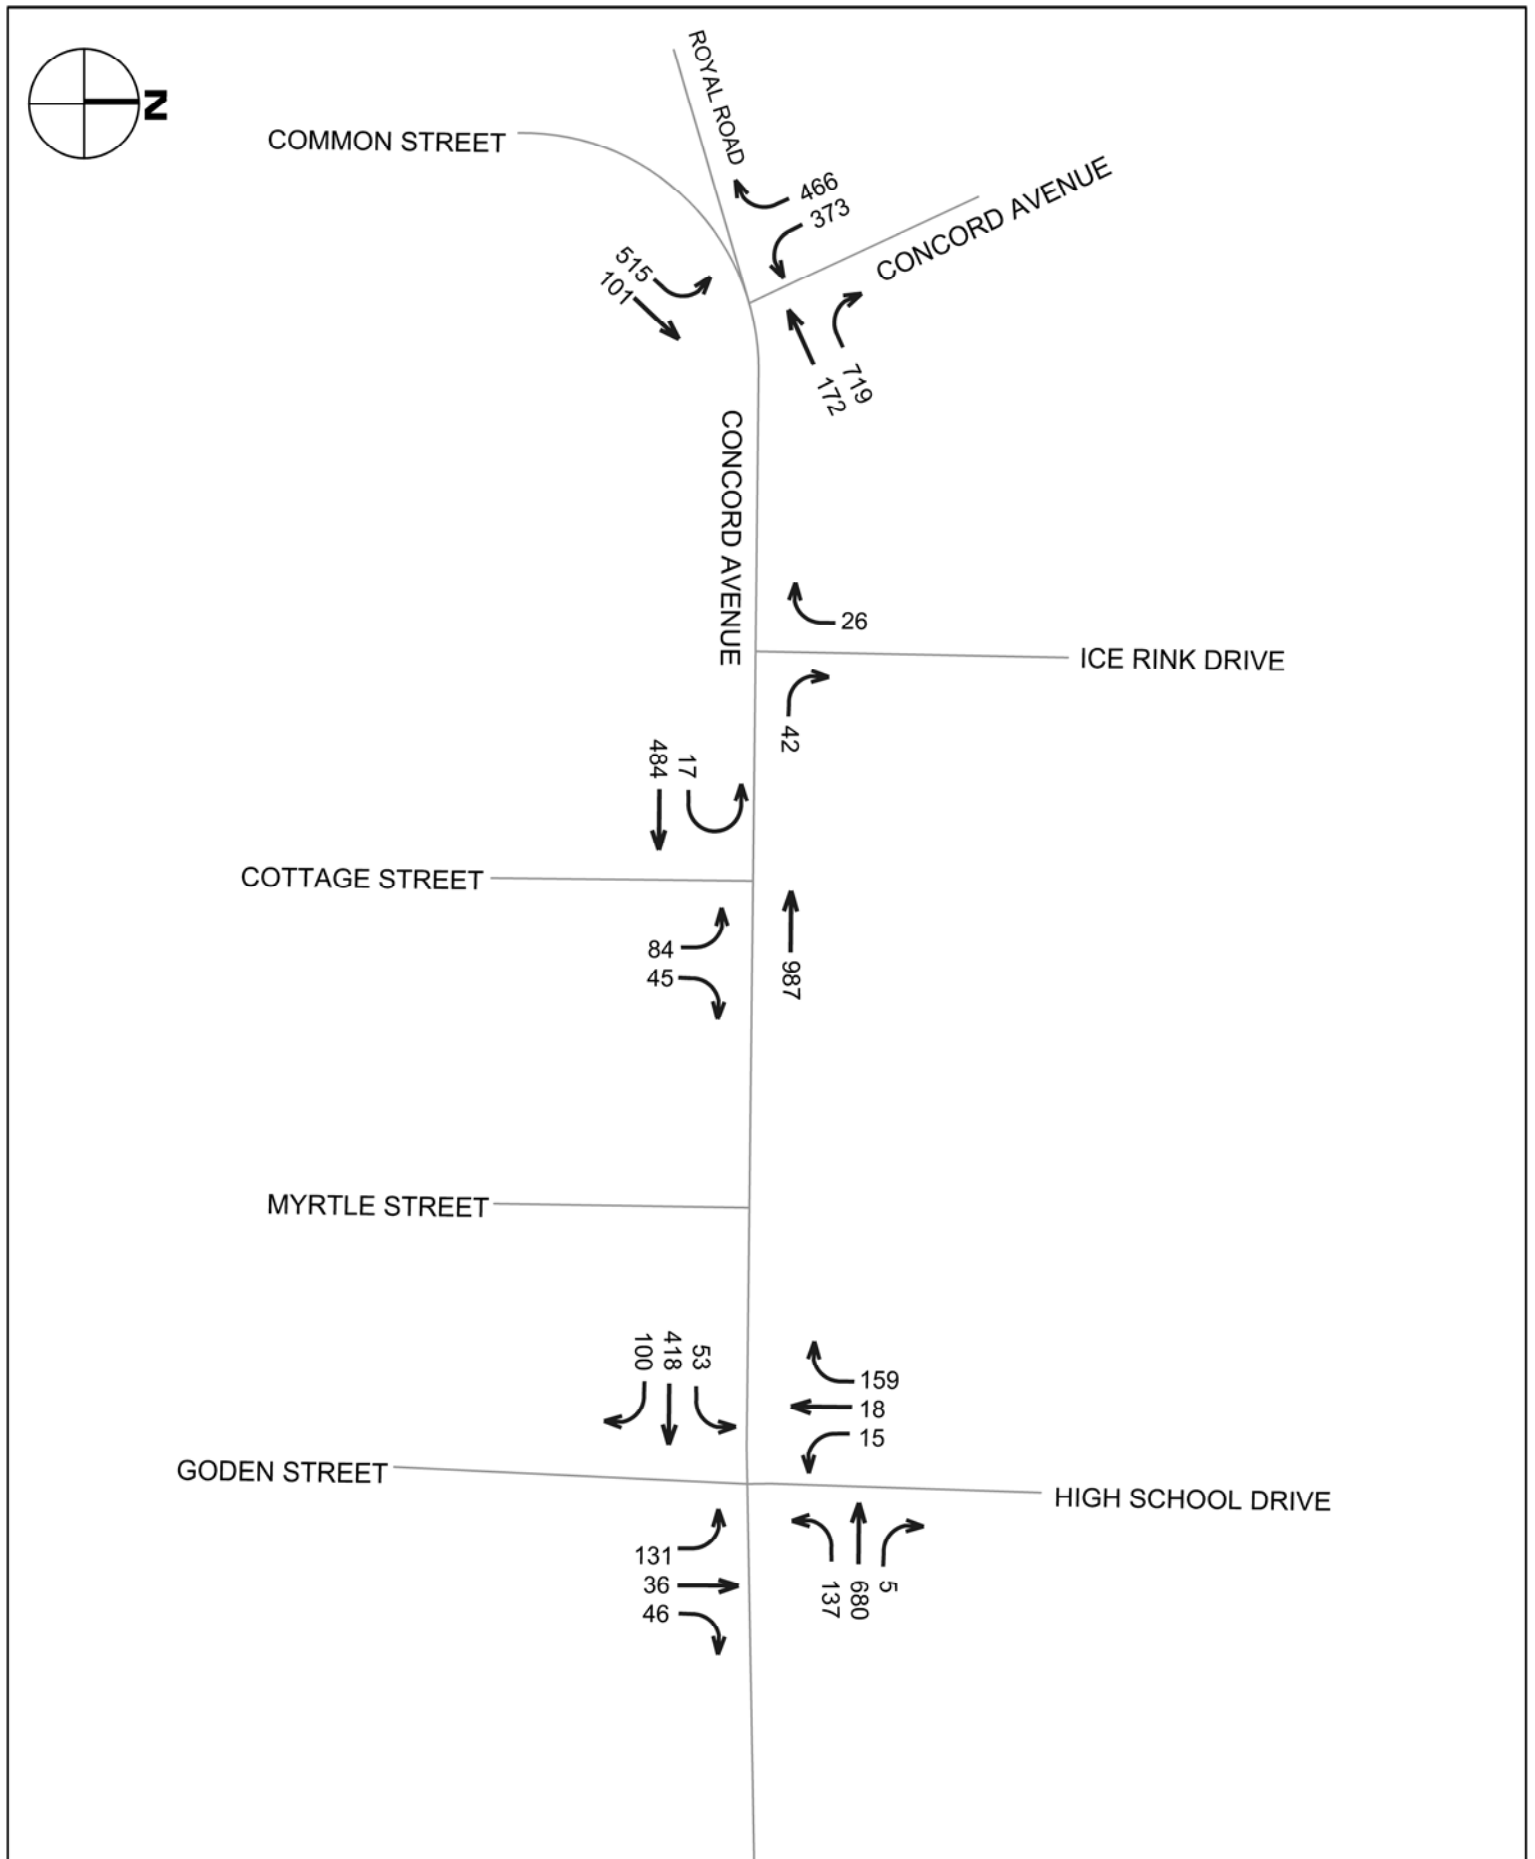 N
ROYAL ROAD
COMMON STREET
466
373
CONCORD AVENUE
515
101
719
172
CONCORD AVENUE
26
ICE RINK DRIVE
42
484
17
COTTAGE STREET
84
45
987
MYRTLE STREET
100
418
53
159
18
15
GODEN STREET
HIGH SCHOOL DRIVE
131
36
46
137
680
5